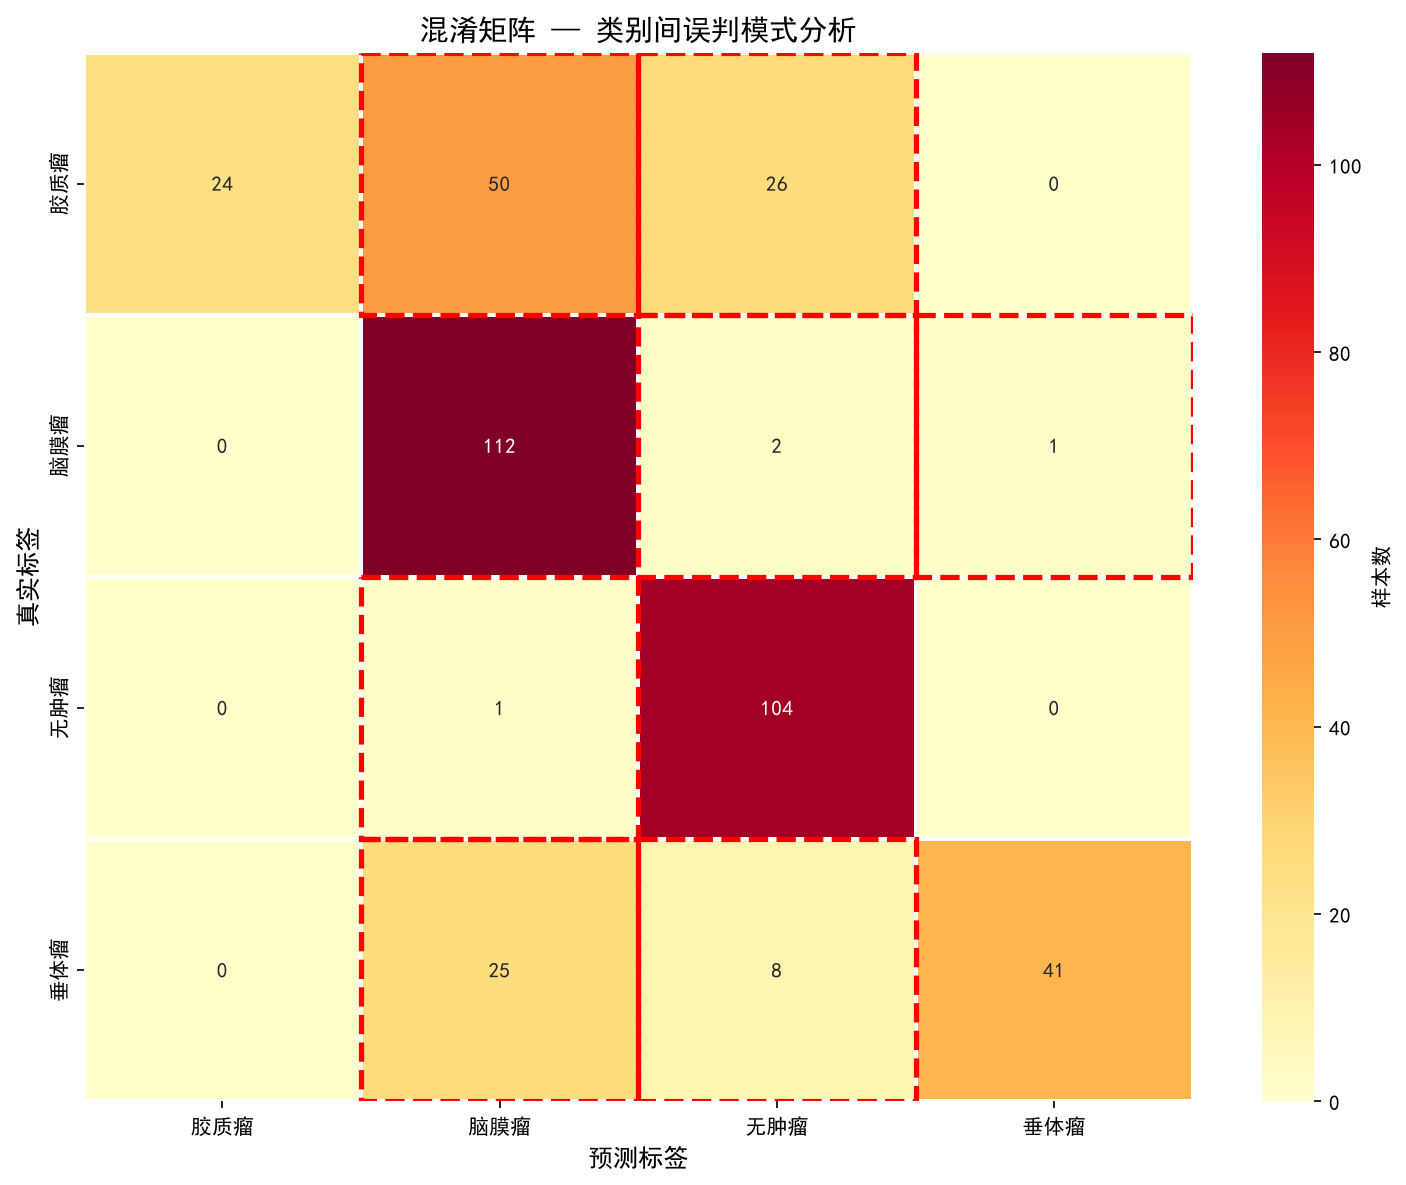 混淆矩阵 — 类别间误判模式分析
真实标签
胶质瘤
24 50 26 0
脑膜瘤
0 112 2 1
无肿瘤
0 1 104 0
垂体瘤
0 25 8 41
胶质瘤 脑膜瘤 无肿瘤 垂体瘤
预测标签
100
80
60
40
20
0
样本数